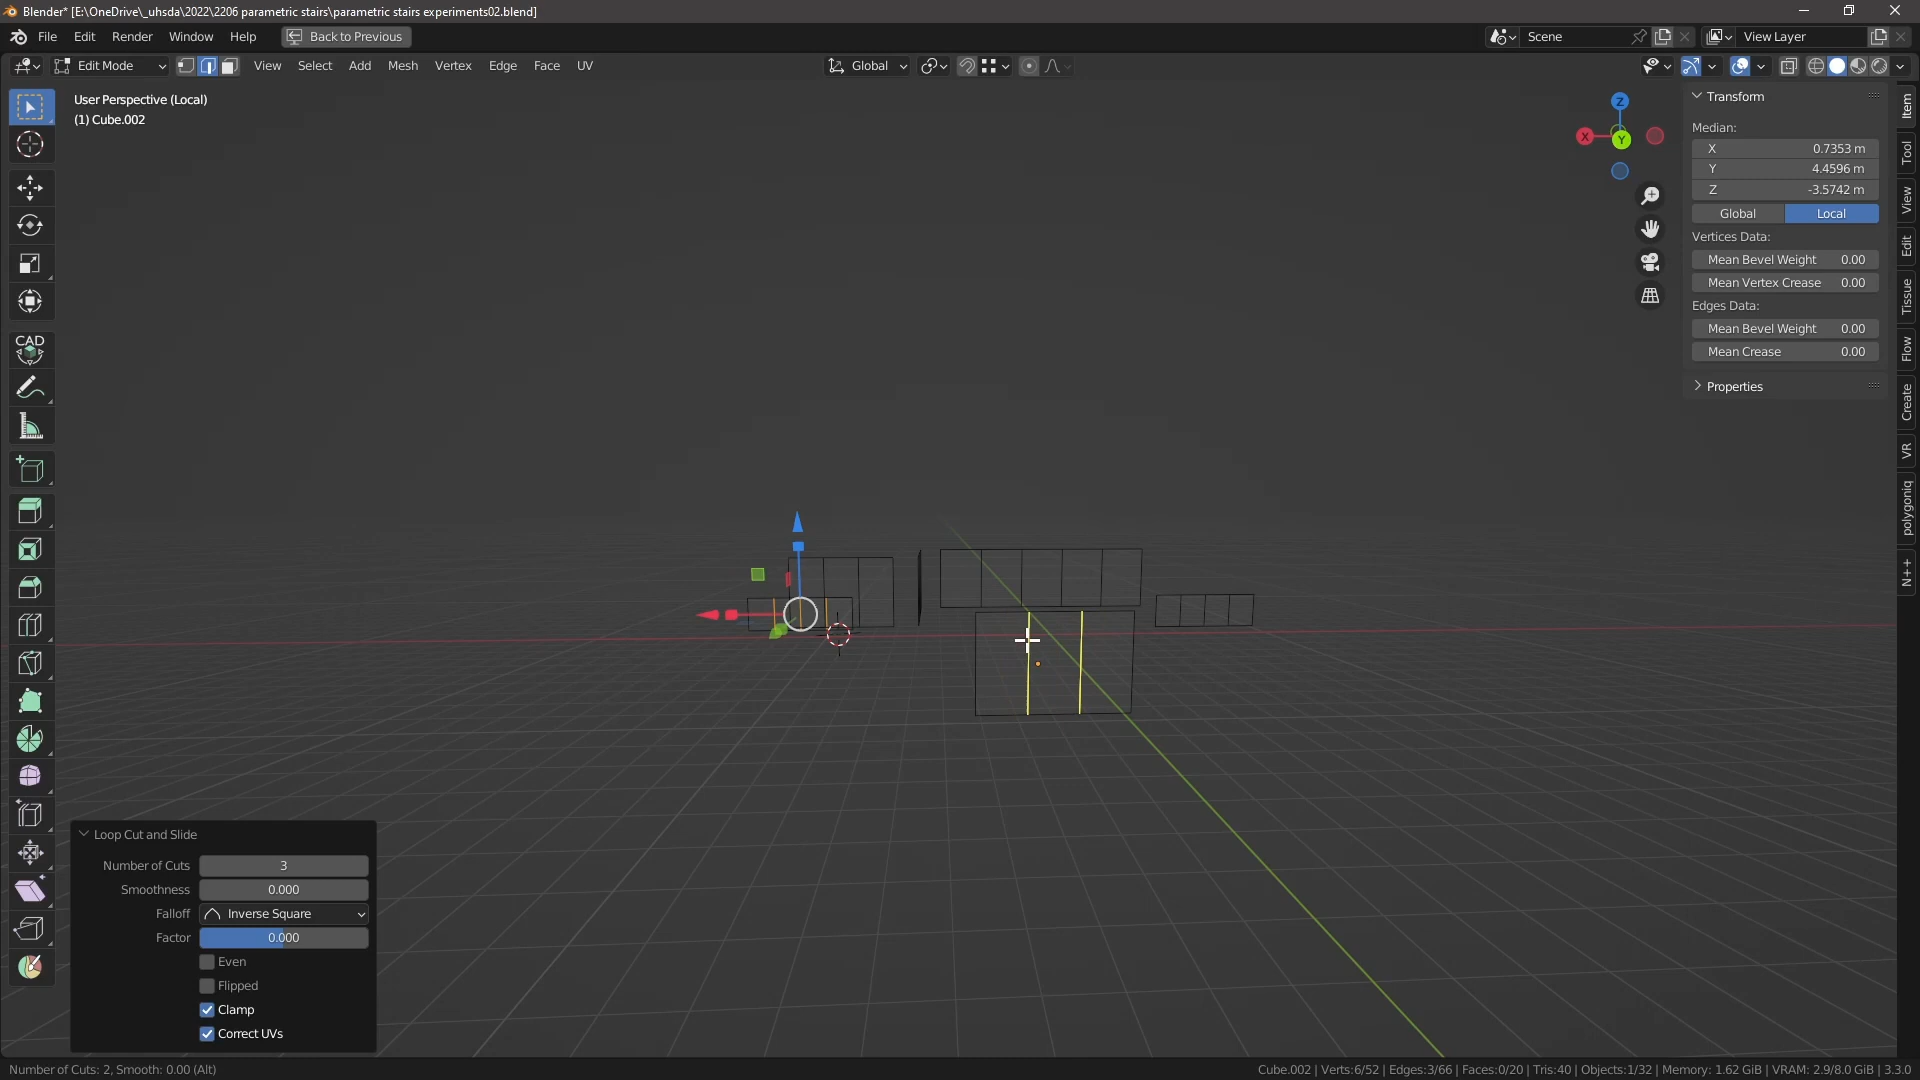 Blender* [E:\OneDrive\_uhsda\2022\2206 parametric stairs\parametric stairs experiments02.blend]
File Edit Render Window Help Back to Previous Scene View Layer
Edit Mode View Select Add Mesh Vertex Edge Face UV Global
User Perspective (Local)
(1) Cube.002
Z
X
Y
CAD
Transform
Median:
X 0.7353 m
Y 4.4596 m
Z -3.5742 m
Global Local
Vertices Data:
Mean Bevel Weight 0.00
Mean Vertex Crease 0.00
Edges Data:
Mean Bevel Weight 0.00
Mean Crease 0.00
Properties
Item
Tool
View
Edit
Tissue
Flow
Create
VR
polygoniq
N++
Loop Cut and Slide
Number of Cuts 3
Smoothness 0.000
Falloff Inverse Square
Factor 0.000
Even
Flipped
Clamp
Correct UVs
Number of Cuts: 2, Smooth: 0.00 (Alt)
Cube.002 | Verts:6/52 | Edges:3/66 | Faces:0/20 | Tris:40 | Objects:1/32 | Memory: 1.62 GiB | VRAM: 2.9/8.0 GiB | 3.3.0